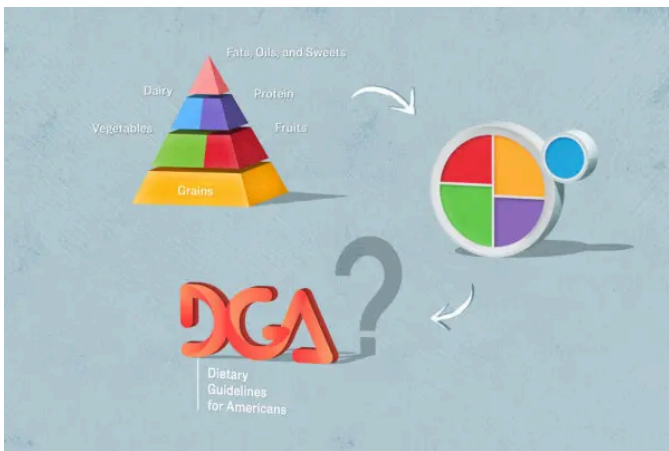 Fats, Oils, and Sweets
Dairy
Protein
Vegetables
Fruits
Grains
DGA?
Dietary
Guidelines
for Americans